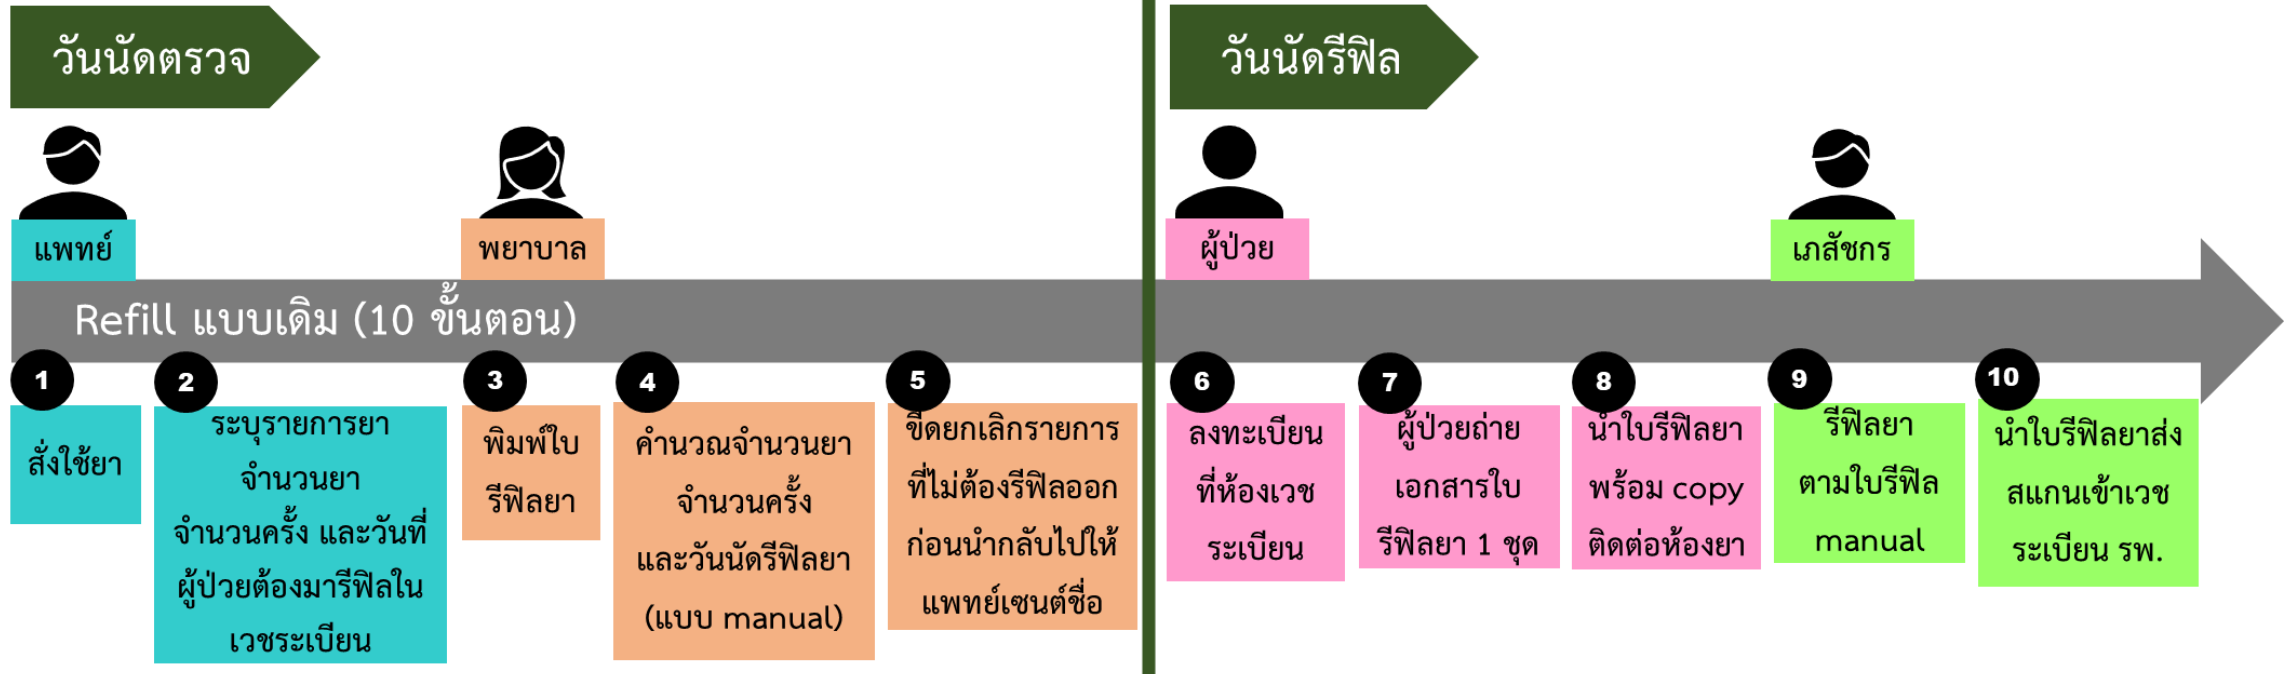 วันนัดตรวจ
วันนัดรีฟิล
แพทย์
พยาบาล
ผู้ป่วย
เภสัชกร
Refill แบบเดิม (10 ขั้นตอน)
1
สั่งใช้ยา
2
ระบุรายการยา
จำนวนยา
จำนวนครั้ง และวันที่
ผู้ป่วยต้องมารีฟิลใน
เวชระเบียน
3
พิมพ์ใบ
รีฟิลยา
4
คำนวณจำนวนยา
จำนวนครั้ง
และวันนัดรีฟิลยา
(แบบ manual)
5
ขีดยกเลิกรายการ
ที่ไม่ต้องรีฟิลออก
ก่อนนำกลับไปให้
แพทย์เซนต์ชื่อ
6
ลงทะเบียน
ที่ห้องเวช
ระเบียน
7
ผู้ป่วยถ่าย
เอกสารใบ
รีฟิลยา 1 ชุด
8
นำใบรีฟิลยา
พร้อม copy
ติดต่อห้องยา
9
รีฟิลยา
ตามใบรีฟิล
manual
10
นำใบรีฟิลยาส่ง
สแกนเข้าเวช
ระเบียน รพ.